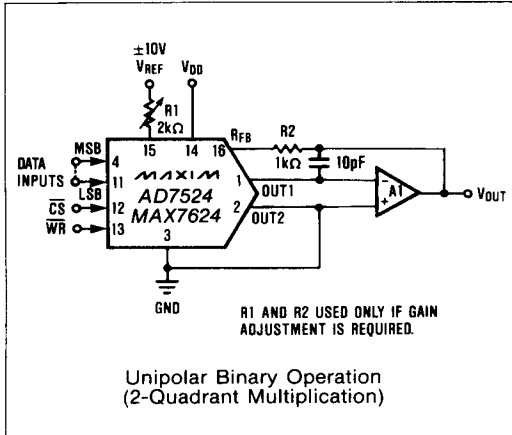 ±10V
VREF
VDD
R1
2kΩ
RFB
R2
1kΩ
10pF
15
14
16
MSB
4
DATA
INPUTS
11
LSB
CS
12
WR
13
MAXIM
AD7524
MAX7624
1
OUT1
2
OUT2
3
A1
−
+
VOUT
GND
R1 AND R2 USED ONLY IF GAIN
ADJUSTMENT IS REQUIRED.
Unipolar Binary Operation
(2-Quadrant Multiplication)